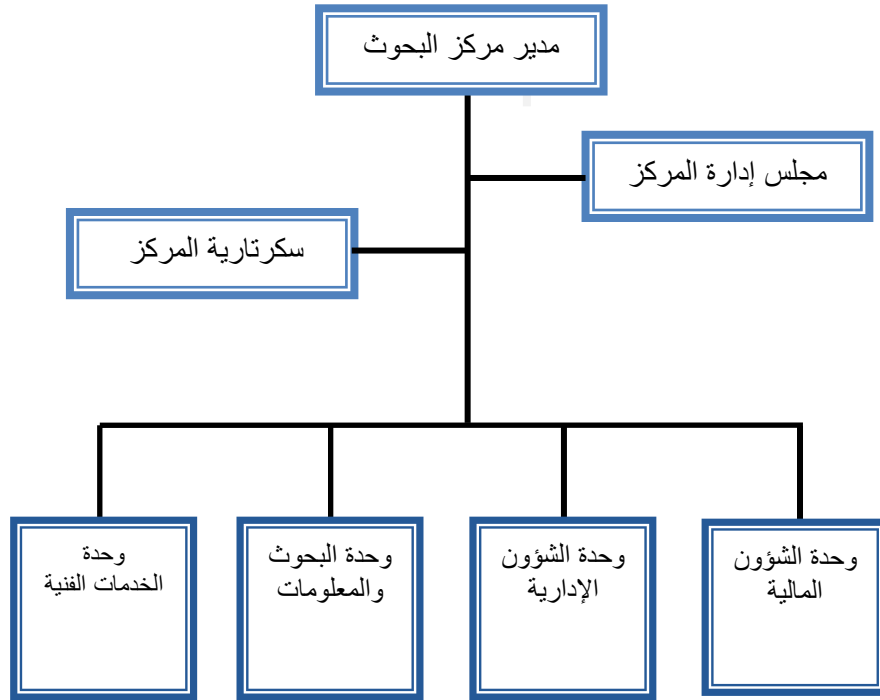 مدير مركز البحوث
مجلس إدارة المركز
سكرتارية المركز
وحدة الشؤون
المالية
وحدة الشؤون
الإدارية
وحدة البحوث
والمعلومات
وحدة
الخدمات الفنية